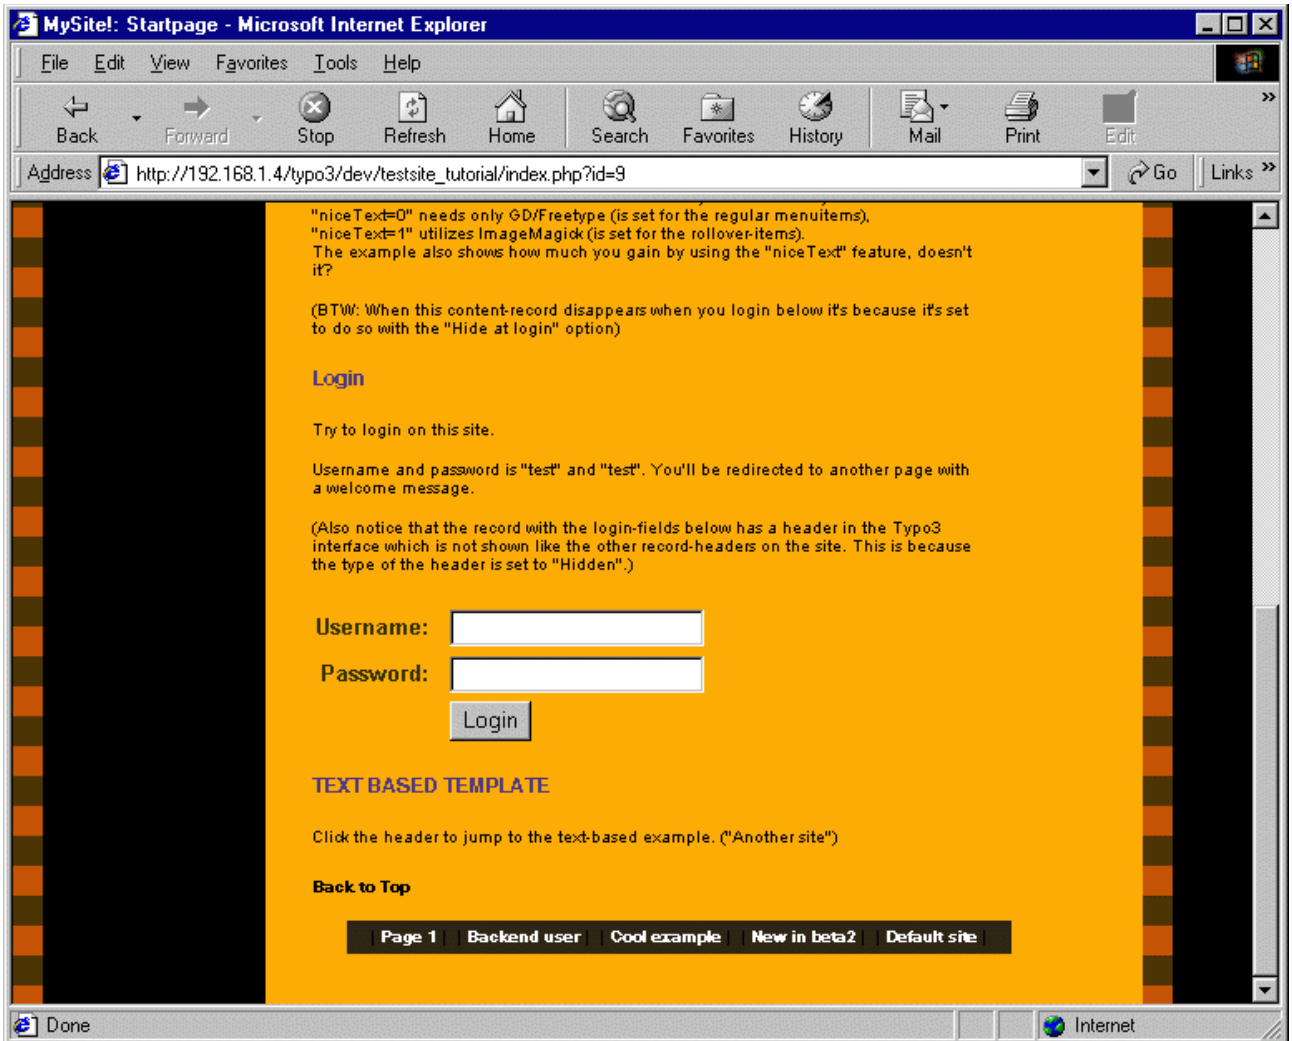 MySite!: Startpage - Microsoft Internet Explorer
File Edit View Favorites Tools Help
Back Forward Stop Refresh Home Search Favorites History Mail Print Edit »
Address http://192.168.1.4/typo3/dev/testsite_tutorial/index.php?id=9 Go Links »
"niceText=0" needs only GD/Freetype (is set for the regular menuitems),
"niceText=1" utilizes ImageMagick (is set for the rollover-items).
The example also shows how much you gain by using the "niceText" feature, doesn't
it?
(BTW: When this content-record disappears when you login below it's because it's set
to do so with the "Hide at login" option)
Login
Try to login on this site.
Username and password is "test" and "test". You'll be redirected to another page with
a welcome message.
(Also notice that the record with the login-fields below has a header in the Typo3
interface which is not shown like the other record-headers on the site. This is because
the type of the header is set to "Hidden".)
Username:
Password:
Login
TEXT BASED TEMPLATE
Click the header to jump to the text-based example. ("Another site")
Back to Top
| Page 1 | | Backend user | | Cool example | | New in beta2 | | Default site |
Done Internet